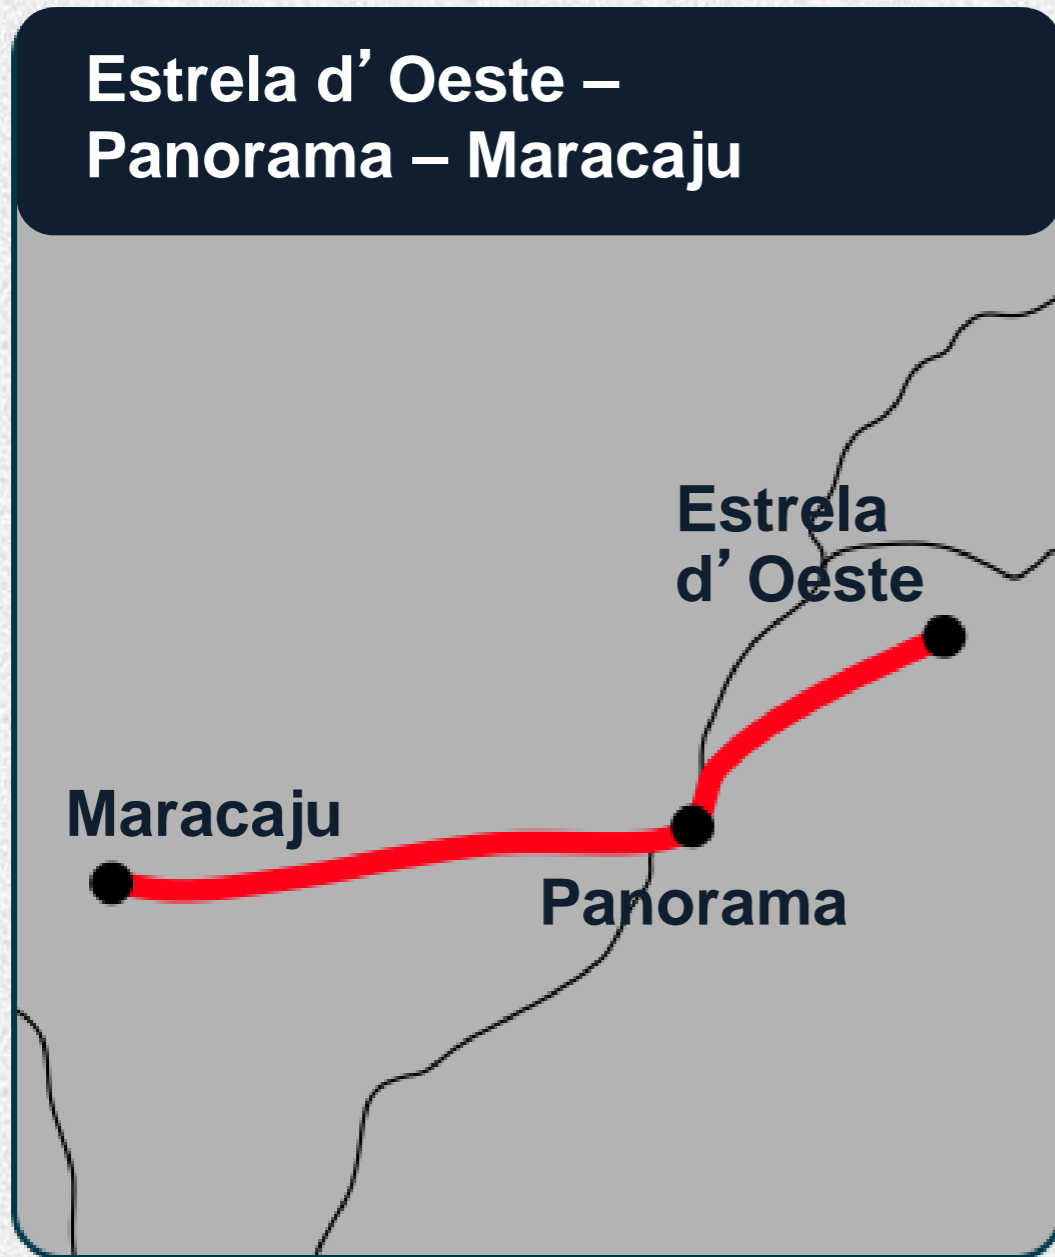 Estrela d’ Oeste –
Panorama – Maracaju
Estrela
d’ Oeste
Maracaju
Panorama